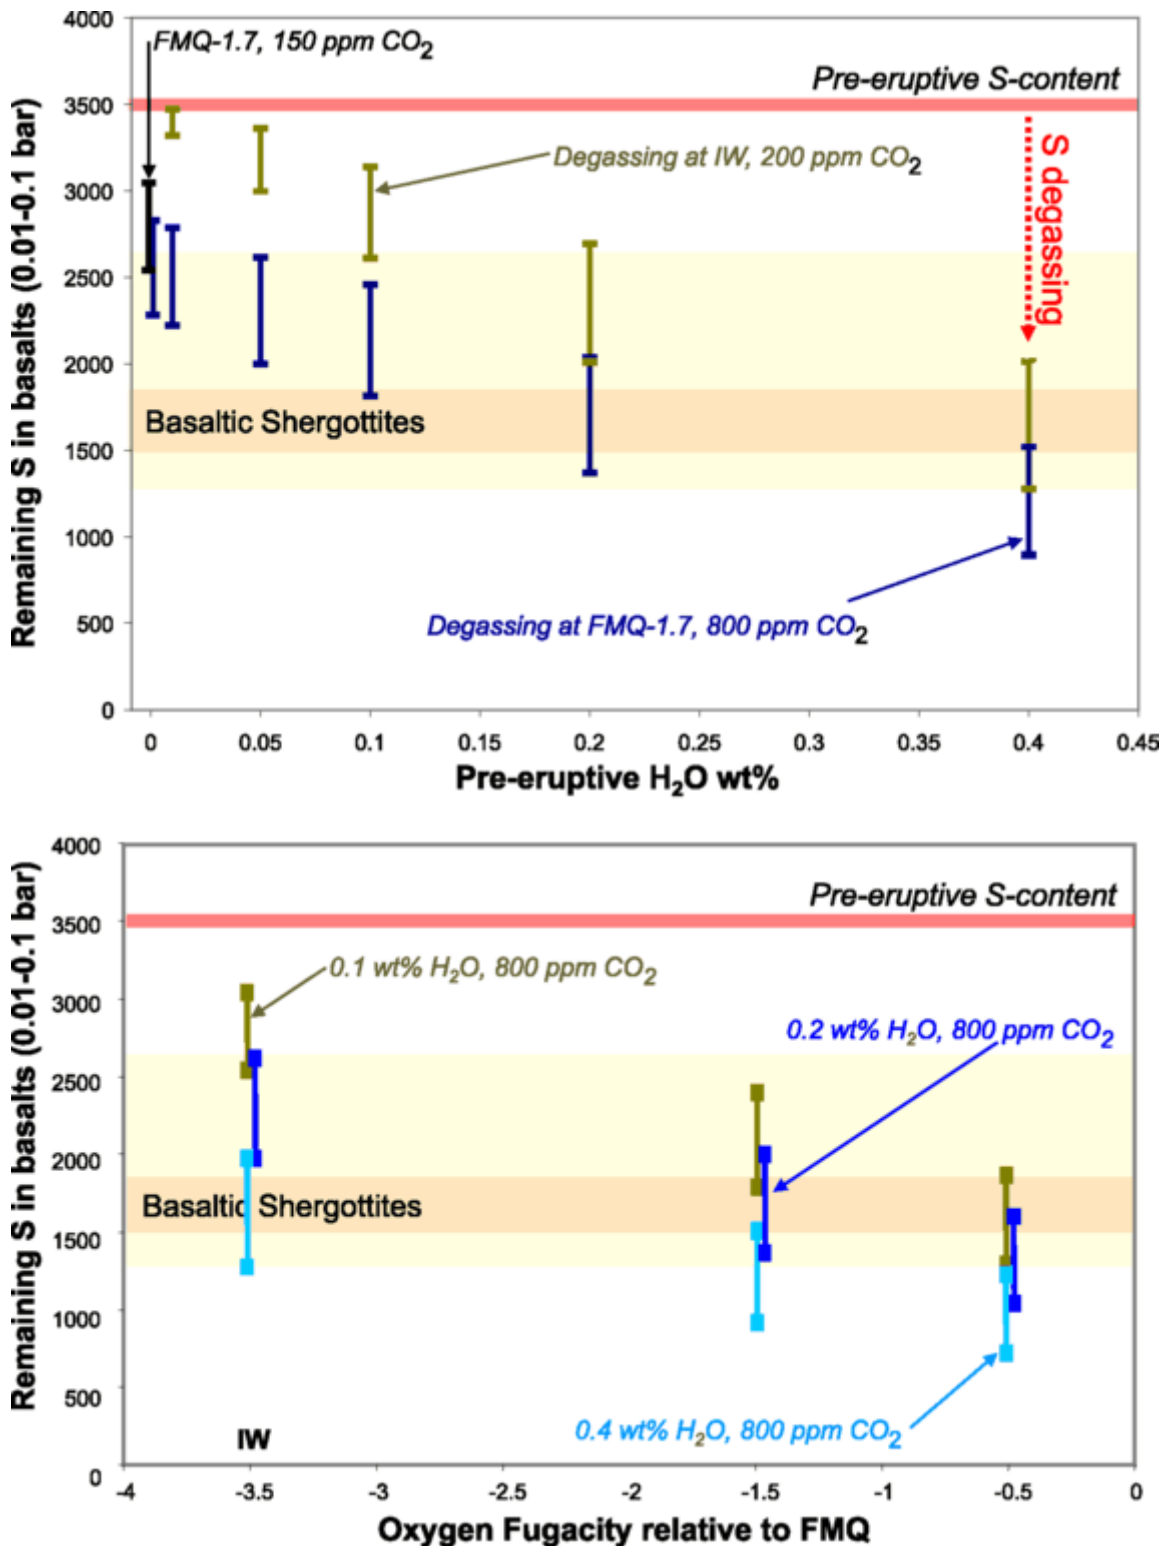 4000
3500
3000
2500
2000
1500
1000
500
0
Remaining S in basalts (0.01-0.1 bar)
FMQ-1.7, 150 ppm CO2
Pre-eruptive S-content
Degassing at IW, 200 ppm CO2
S degassing
Basaltic Shergottites
Degassing at FMQ-1.7, 800 ppm CO2
0 0.05 0.1 0.15 0.2 0.25 0.3 0.35 0.4 0.45
Pre-eruptive H2O wt%
4000
3500
3000
2500
2000
1500
1000
500
0
Remaining S in basalts (0.01-0.1 bar)
Pre-eruptive S-content
0.1 wt% H2O, 800 ppm CO2
0.2 wt% H2O, 800 ppm CO2
Basaltic Shergottites
0.4 wt% H2O, 800 ppm CO2
IW
-4 -3.5 -3 -2.5 -2 -1.5 -1 -0.5 0
Oxygen Fugacity relative to FMQ